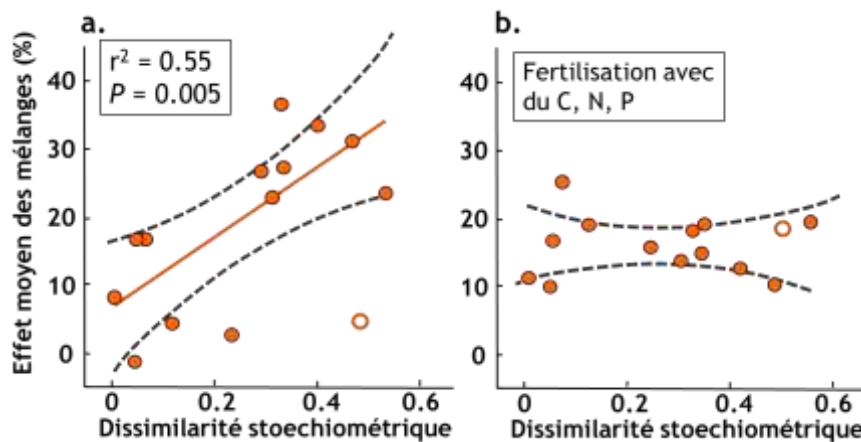 a.
r² = 0.55
P = 0.005
Effet moyen des mélanges (%)
40
30
20
10
0
0 0.2 0.4 0.6
Dissimilarité stoechiométrique
b.
Fertilisation avec
du C, N, P
40
30
20
10
0
0 0.2 0.4 0.6
Dissimilarité stoechiométrique